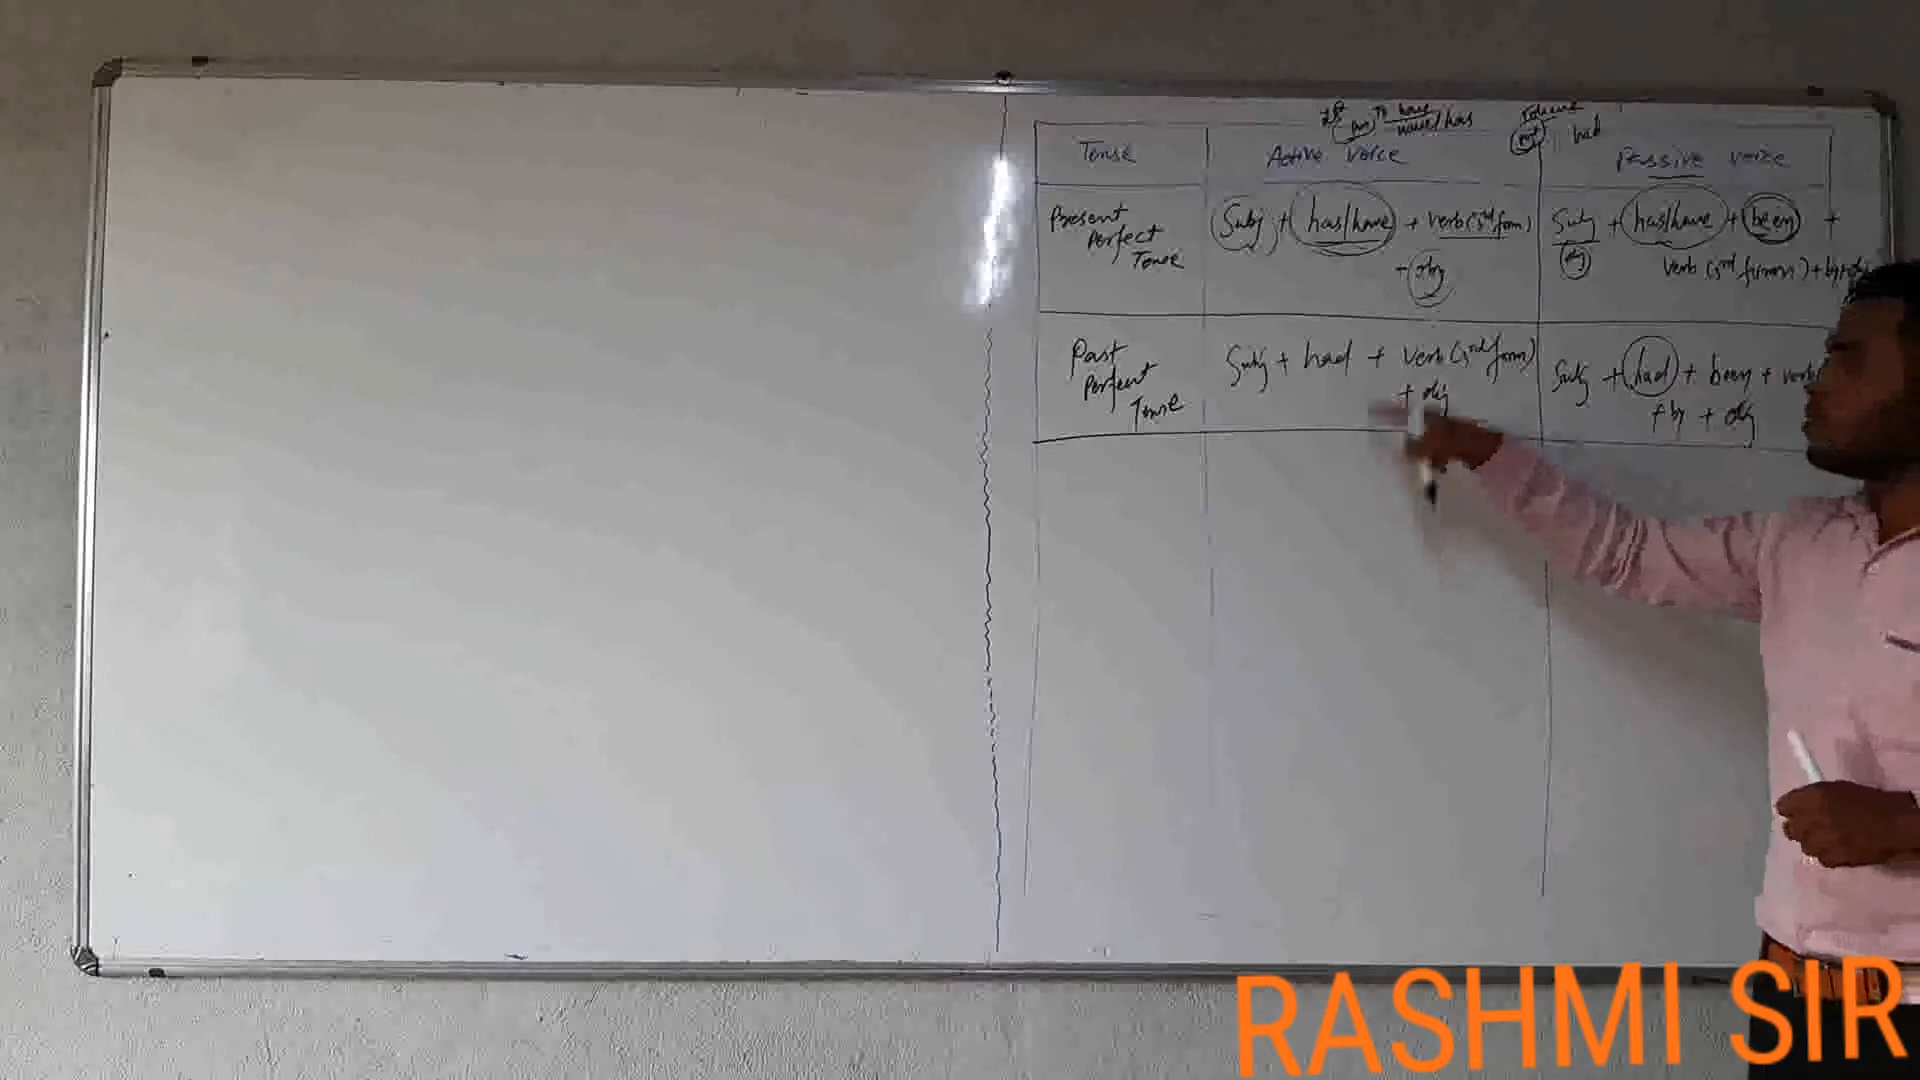 To have
have/has
had
Tense
Active voice
Passive voice
Present
Perfect
Tense
Subj + has/have + verb(3rd form)
+ obj
Subj + has/have + been +
obj
verb (3rd form) + by +
Past
Perfect
Tense
Subj + had + verb (3rd form)
+ obj
Subj + had + been + verb
+ by + obj
RASHMI SIR